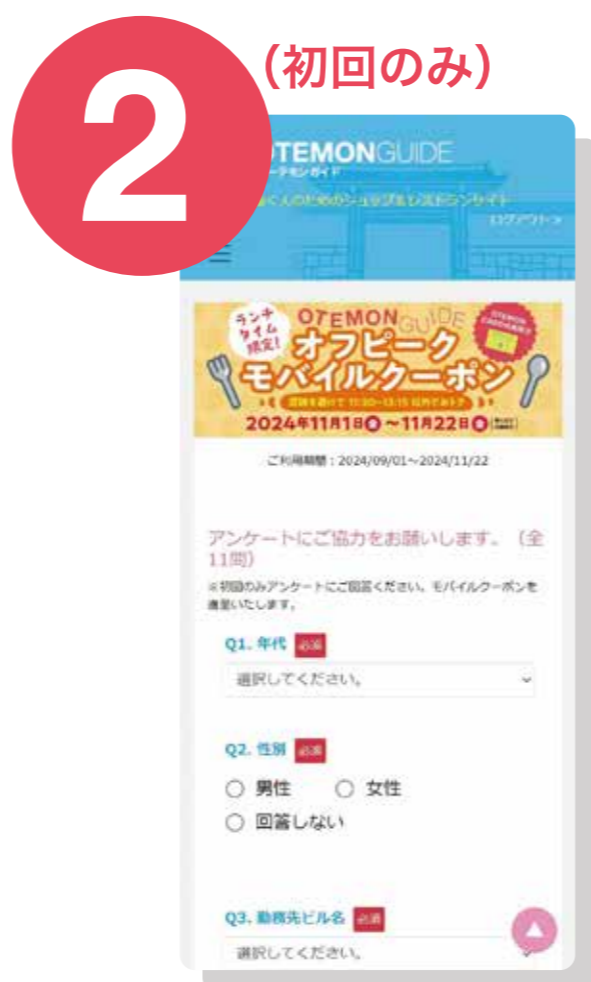 2
(初回のみ)
OTEMONGUIDE
ログアウト >
ランチ
タイム
限定!
OTEMONGUIDE
オフピーク
モバイルクーポン
2024年11月1日金~11月22日金
ご利用期間:2024/09/01~2024/11/22
アンケートにご協力をお願いします。(全
11問)
※初回のみアンケートにご回答ください。モバイルクーポンを
進呈いたします。
Q1. 年代 必須
選択してください。
Q2. 性別 必須
男性 女性
回答しない
Q3. 勤務先ビル名 必須
選択してください。